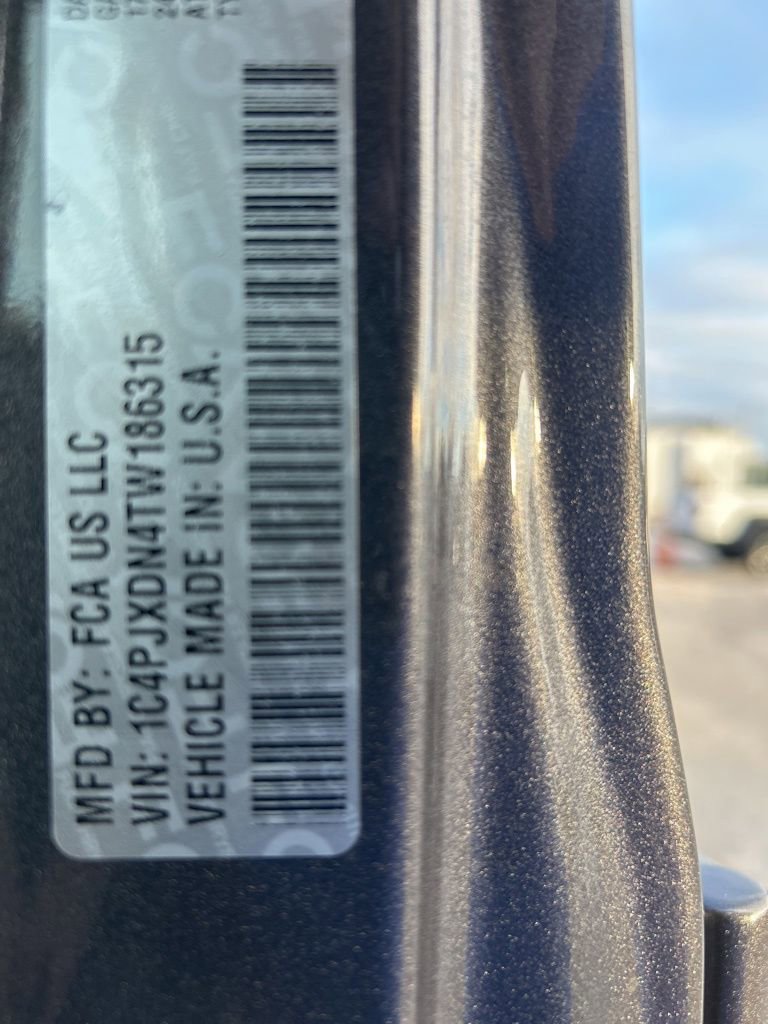 MFD BY: FCA US LLC
VIN: 1C4PJXDN4TW186315
VEHICLE MADE IN: U.S.A.